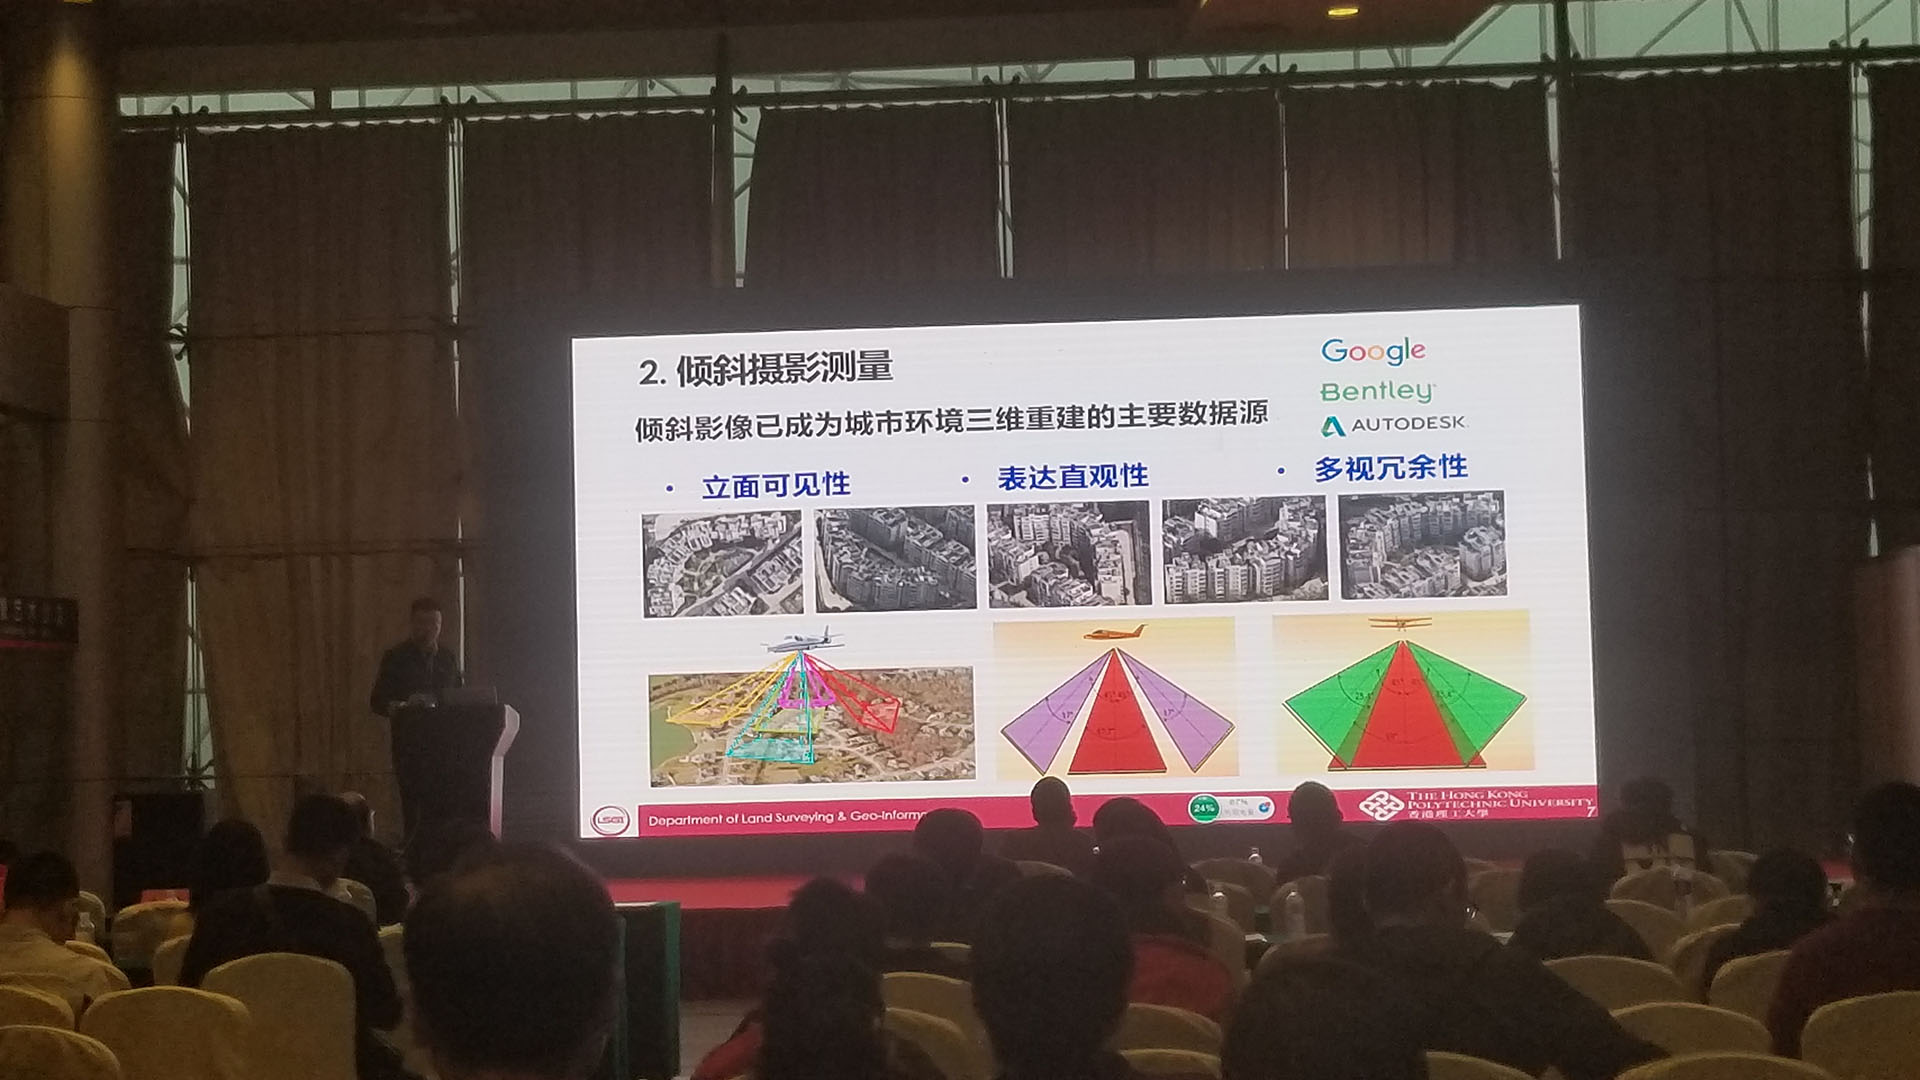 2. 倾斜摄影测量
Google
Bentley
AUTODESK
倾斜影像已成为城市环境三维重建的主要数据源
• 立面可见性
• 表达直观性
• 多视冗余性
LSGI
Department of Land Surveying & Geo-Inform
24%
THE HONG KONG
POLYTECHNIC UNIVERSITY
香港理工大學
7